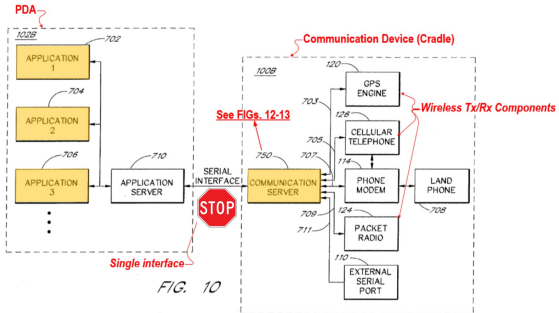 PDA
102B
702
APPLICATION
1
704
APPLICATION
2
706
APPLICATION
3
710
APPLICATION
SERVER
SERIAL
INTERFACE
STOP
Single interface
FIG. 10
Communication Device (Cradle)
100B
See FIGs. 12-13
750
COMMUNICATION
SERVER
703
705
707
709
711
120
GPS
ENGINE
126
CELLULAR
TELEPHONE
114
PHONE
MODEM
LAND
PHONE
708
124
PACKET
RADIO
110
EXTERNAL
SERIAL
PORT
Wireless Tx/Rx Components